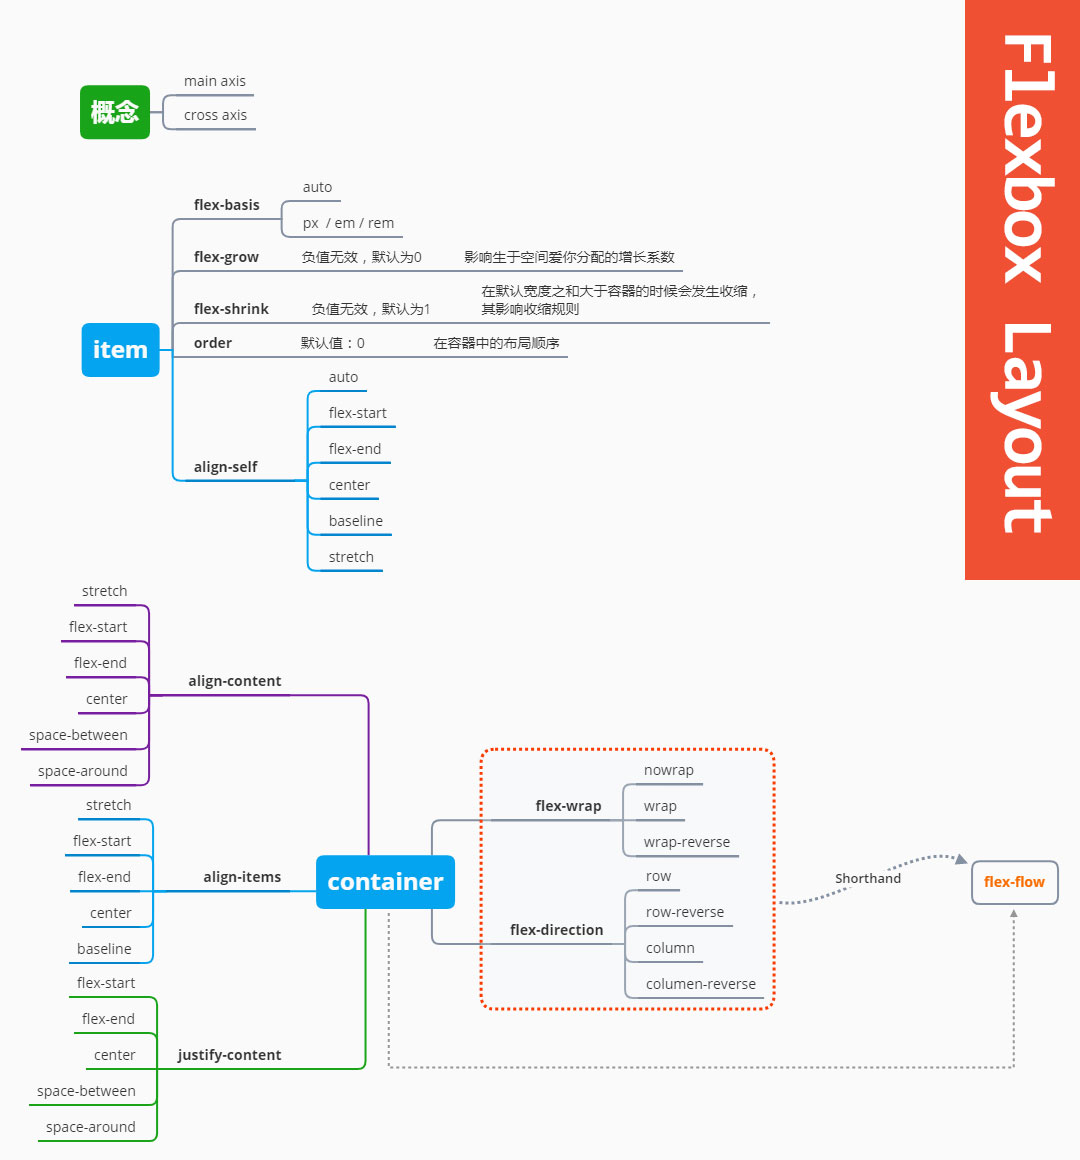 Flexbox Layout
概念
main axis
cross axis
item
flex-basis
auto
px / em / rem
flex-grow 负值无效，默认为0 影响生于空间爱你分配的增长系数
flex-shrink 负值无效，默认为1 在默认宽度之和大于容器的时候会发生收缩，
其影响收缩规则
order 默认值：0 在容器中的布局顺序
align-self
auto
flex-start
flex-end
center
baseline
stretch
container
align-content
stretch
flex-start
flex-end
center
space-between
space-around
align-items
stretch
flex-start
flex-end
center
baseline
justify-content
flex-start
flex-end
center
space-between
space-around
flex-wrap
nowrap
wrap
wrap-reverse
flex-direction
row
row-reverse
column
columen-reverse
Shorthand
flex-flow